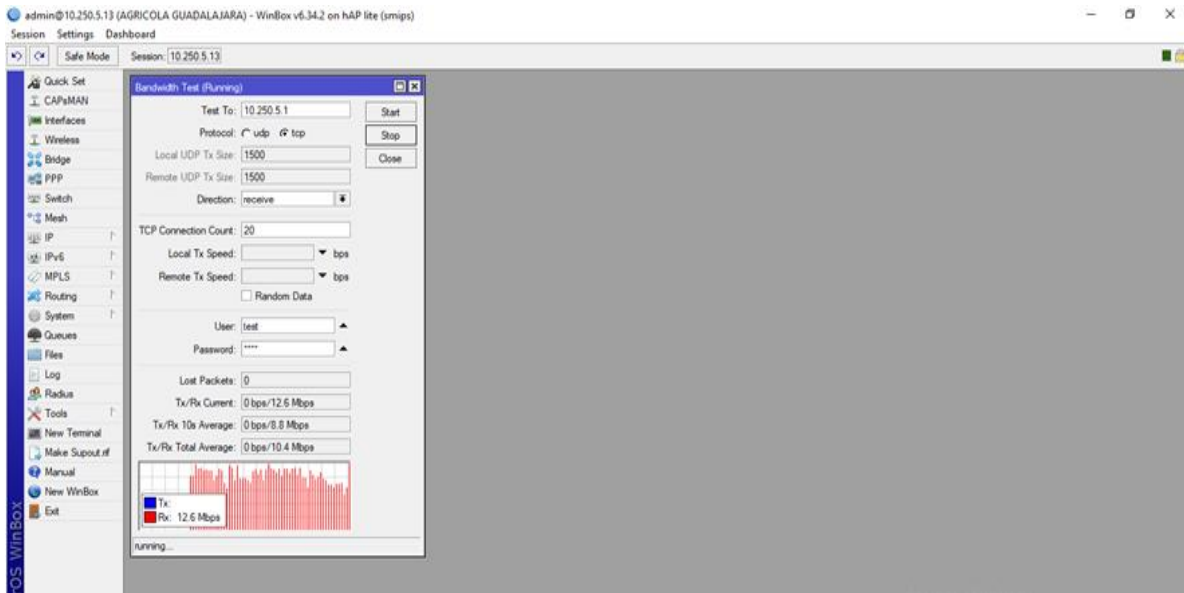 admin@10.250.5.13 (AGRICOLA GUADALAJARA) - WinBox v6.34.2 on hAP lite (smips)
Session Settings Dashboard
Safe Mode Session: 10.250.5.13
Quick Set
CAPsMAN
Interfaces
Wireless
Bridge
PPP
Switch
Mesh
IP
IPv6
MPLS
Routing
System
Queues
Files
Log
Radius
Tools
New Terminal
Make Supout.rif
Manual
New WinBox
Exit
OS WinBox
Bandwidth Test (Running)
Test To: 10.250.5.1 Start
Protocol: udp tcp Stop
Local UDP Tx Size: 1500 Close
Remote UDP Tx Size: 1500
Direction: receive
TCP Connection Count: 20
Local Tx Speed: bps
Remote Tx Speed: bps
Random Data
User: test
Password: ****
Lost Packets: 0
Tx/Rx Current: 0 bps/12.6 Mbps
Tx/Rx 10s Average: 0 bps/8.8 Mbps
Tx/Rx Total Average: 0 bps/10.4 Mbps
Tx:
Rx: 12.6 Mbps
running...